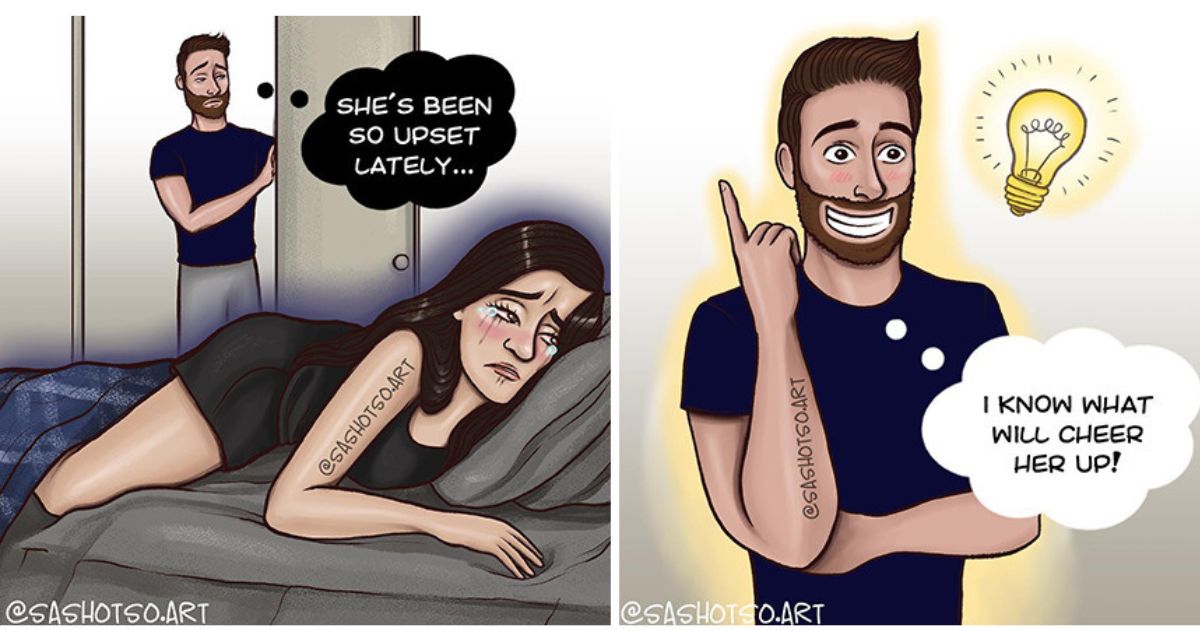 SHE'S BEEN
SO UPSET
LATELY...
@SASHOTSO.ART
@SASHOTSO.ART
I KNOW WHAT
WILL CHEER
HER UP!
@SASHOTSO.ART
@SASHOTSO.ART